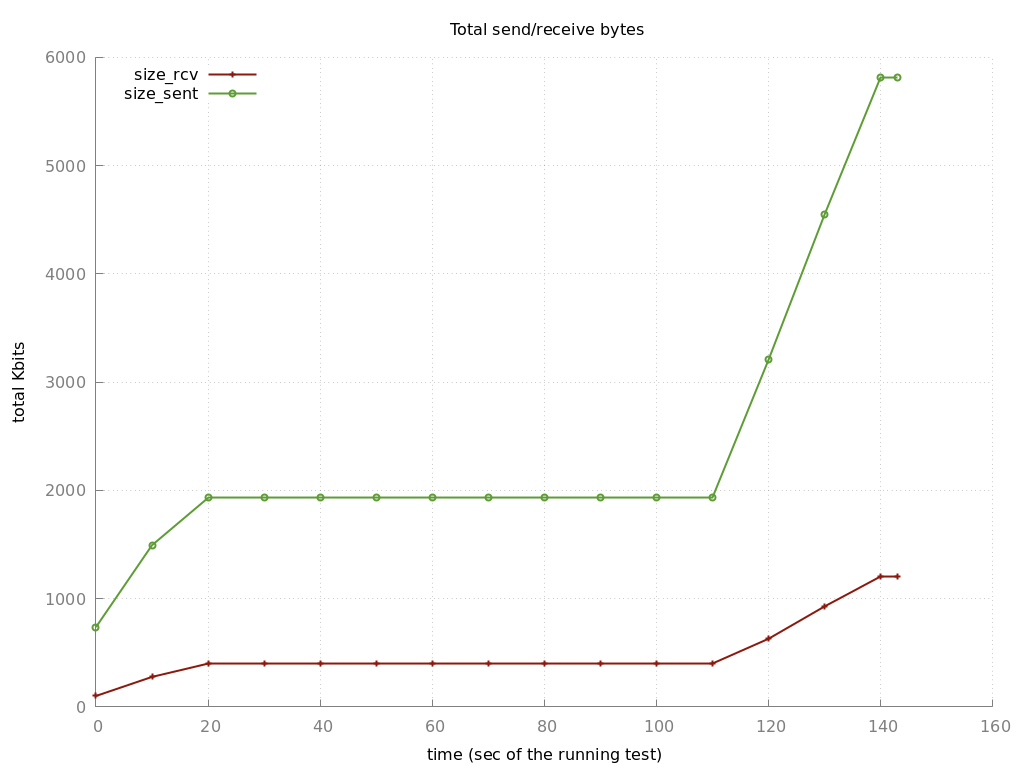 Total send/receive bytes
size_rcv
size_sent
6000
5000
4000
3000
2000
1000
0
total Kbits
0 20 40 60 80 100 120 140 160
time (sec of the running test)